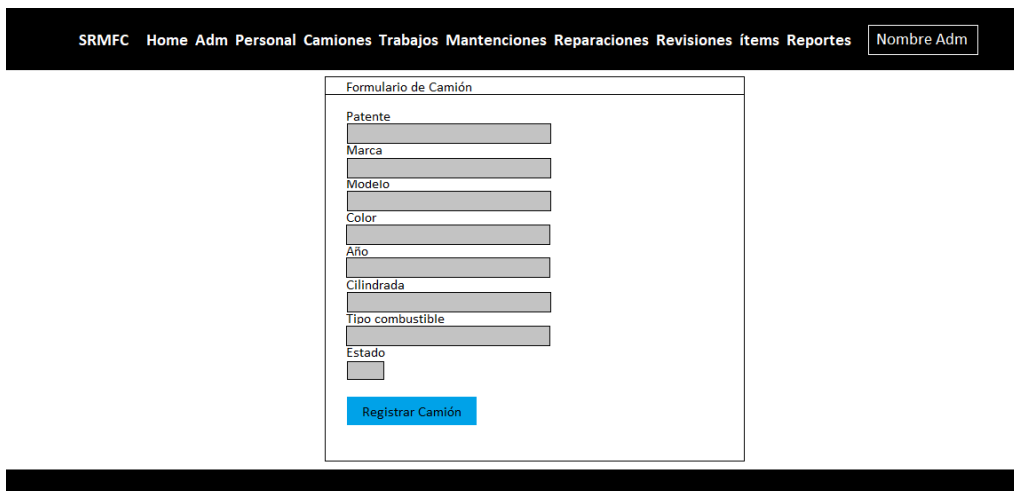 SRMFC Home Adm Personal Camiones Trabajos Mantenciones Reparaciones Revisiones ítems Reportes Nombre Adm
Formulario de Camión
Patente
Marca
Modelo
Color
Año
Cilindrada
Tipo combustible
Estado
Registrar Camión